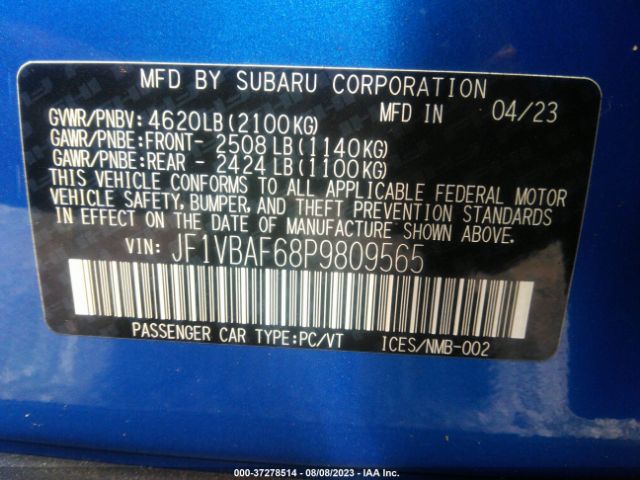 MFD BY SUBARU CORPORATION
GVWR/PNBV: 4620LB(2100KG) MFD IN 04/23
GAWR/PNBE:FRONT- 2508 LB(1140KG)
GAWR/PNBE:REAR - 2424 LB(1100KG)
THIS VEHICLE CONFORMS TO ALL APPLICABLE FEDERAL MOTOR
VEHICLE SAFETY, BUMPER, AND THEFT PREVENTION STANDARDS
IN EFFECT ON THE DATE OF MANUFACTURE SHOWN ABOVE.
VIN: JF1VBAF68P9809565
PASSENGER CAR TYPE:PC/VT ICES/NMB-002
000-37278514 - 08/08/2023 - IAA Inc.